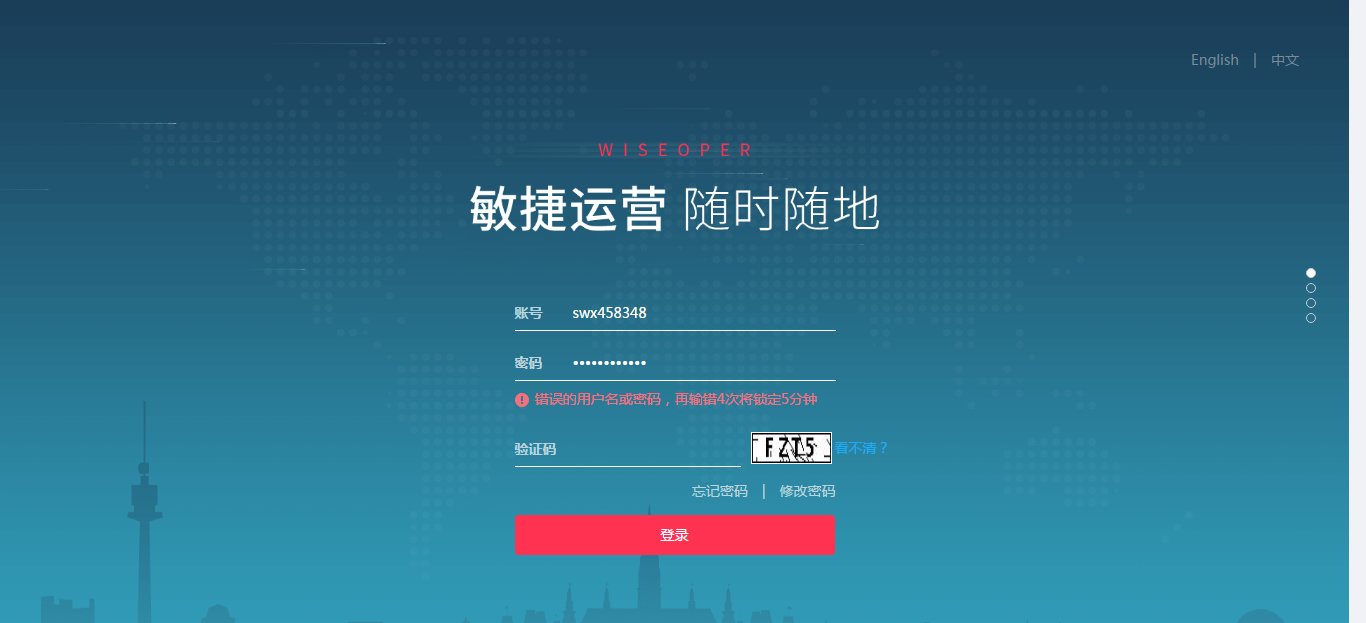 English | 中文
WISEOPER
敏捷运营 随时随地
账号 swx458348
密码 ••••••••••••
错误的用户名或密码，再输错4次将锁定5分钟
验证码 FZT5 看不清？
忘记密码 | 修改密码
登录